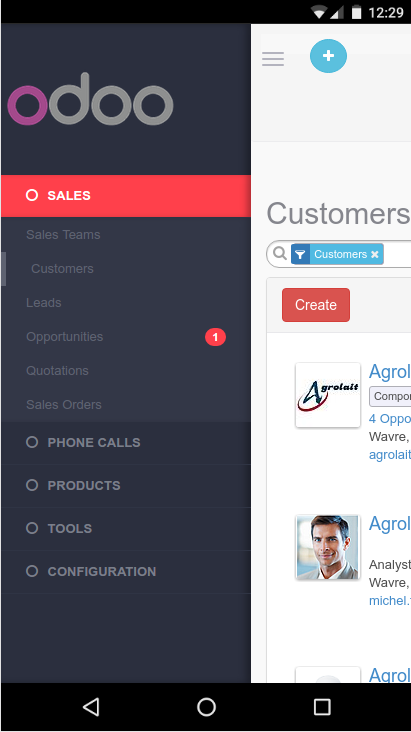 12:29
odoo
SALES
Sales Teams
Customers
Leads
Opportunities 1
Quotations
Sales Orders
PHONE CALLS
PRODUCTS
TOOLS
CONFIGURATION
+
Customers
Customers ×
Create
Agrolait
Agrol
Compor
4 Oppo
Wavre,
agrolait
Agrol
Analyst
Wavre,
michel.
Agrol